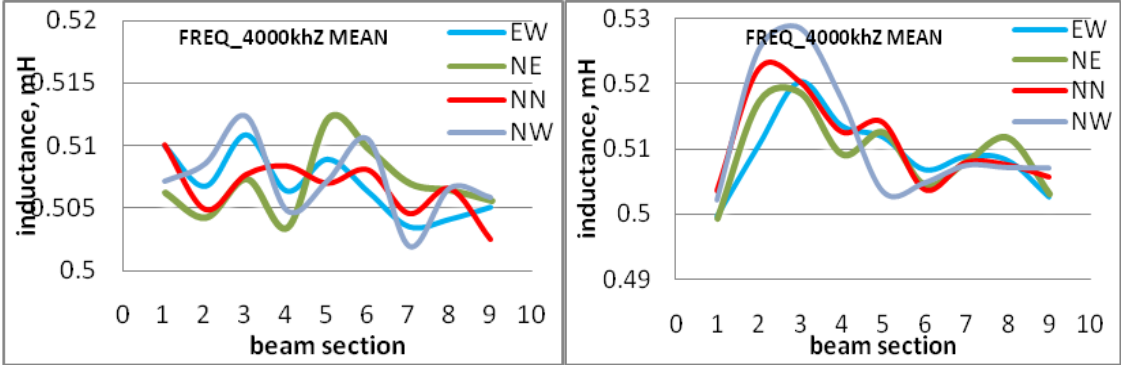 0.52
0.515
0.51
0.505
0.5
inductance, mH
FREQ_4000khZ MEAN
EW
NE
NN
NW
0 1 2 3 4 5 6 7 8 9 10
beam section
0.53
0.52
0.51
0.5
0.49
inductance, mH
FREQ_4000khZ MEAN
EW
NE
NN
NW
0 1 2 3 4 5 6 7 8 9 10
beam section